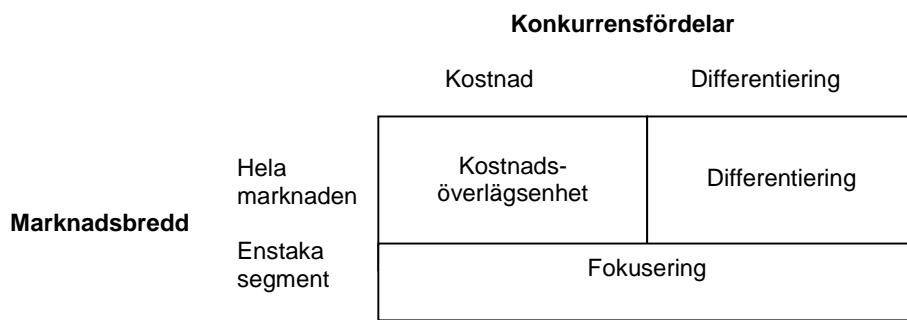 Konkurrensfördelar
Kostnad Differentiering
Hela
marknaden
Kostnads-
överlägsenhet
Differentiering
Marknadsbredd
Enstaka
segment
Fokusering